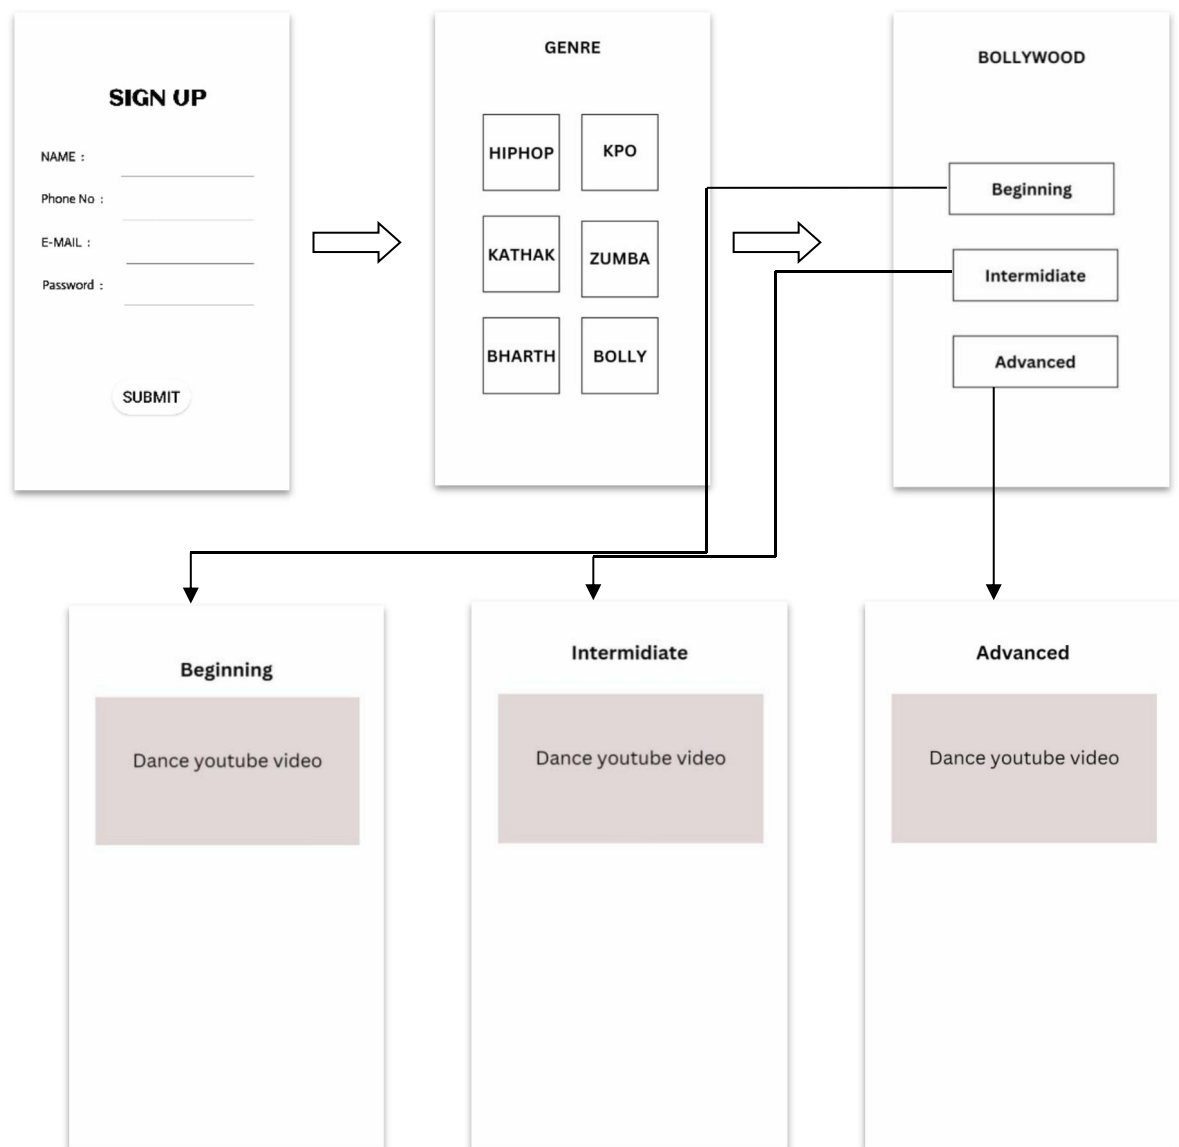 SIGN UP
NAME :
Phone No :
E-MAIL :
Password :
SUBMIT
GENRE
HIPHOP
KPO
KATHAK
ZUMBA
BHARTH
BOLLY
BOLLYWOOD
Beginning
Intermidiate
Advanced
Beginning
Dance youtube video
Intermidiate
Dance youtube video
Advanced
Dance youtube video